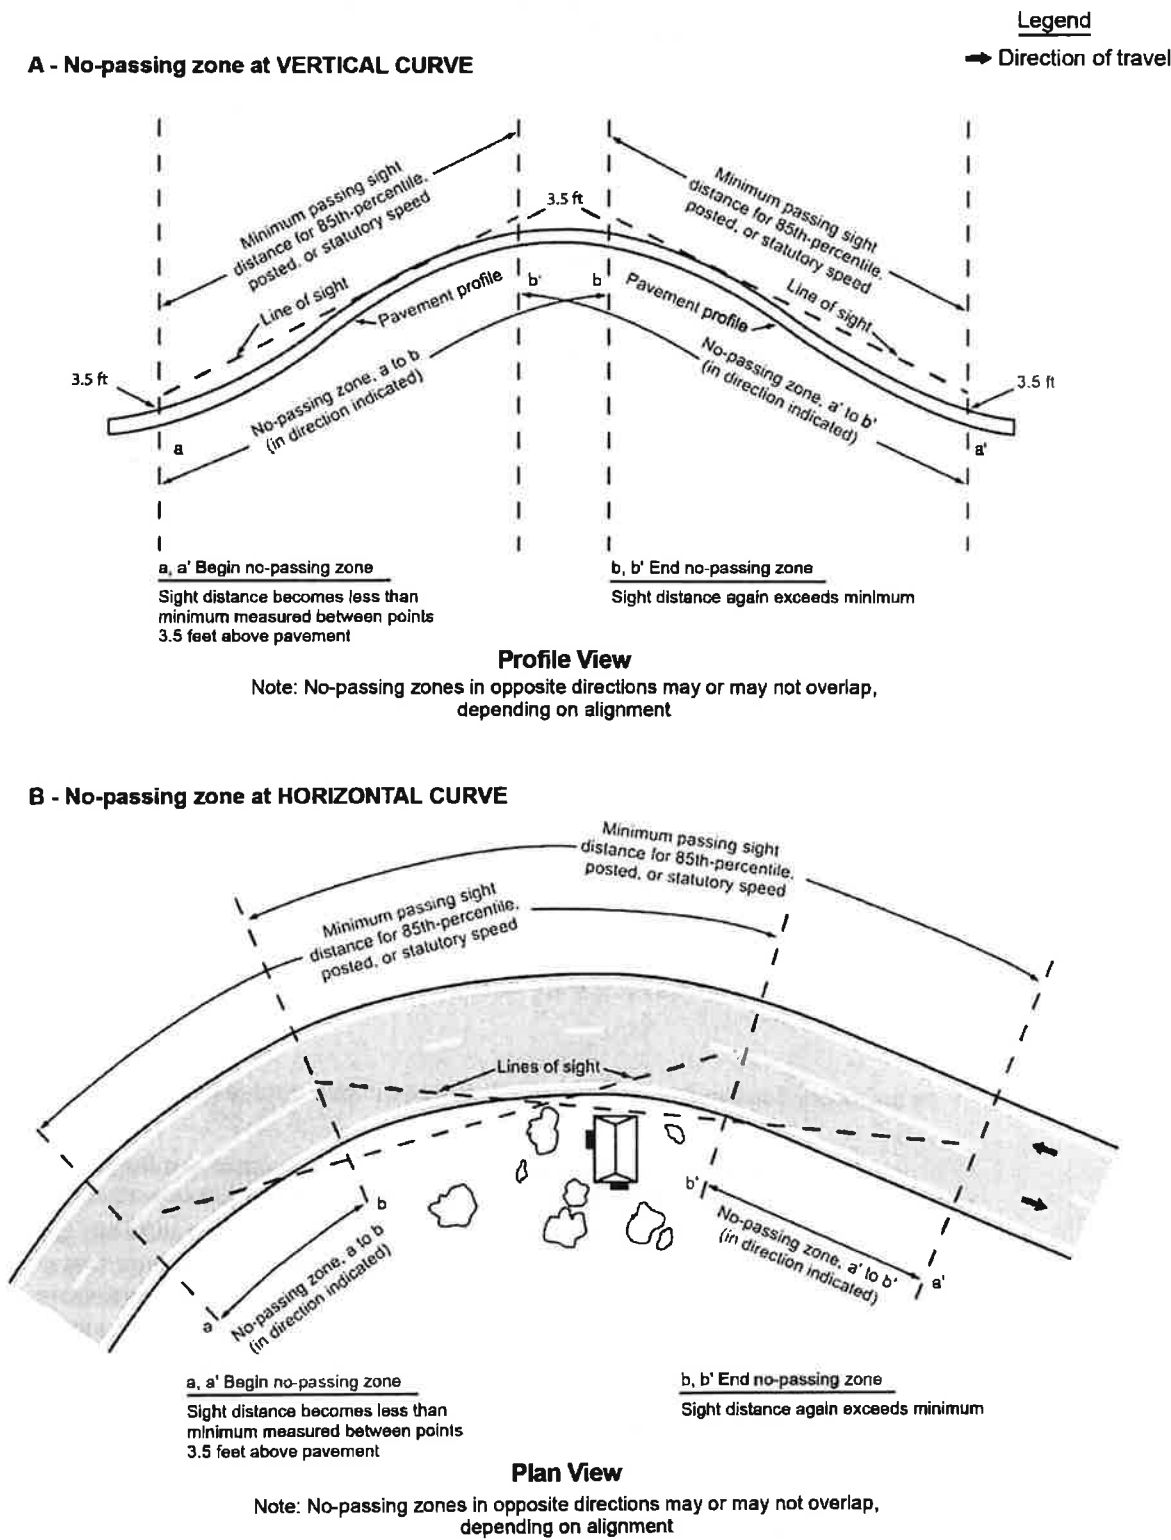 Legend
Direction of travel
A - No-passing zone at VERTICAL CURVE
Minimum passing sight
distance for 85th-percentile,
posted, or statutory speed
3.5 ft
Minimum passing sight
distance for 85th-percentile,
posted, or statutory speed
Line of sight
Pavement profile
b'
b
Pavement profile
Line of sight
3.5 ft
No-passing zone, a to b
(in direction indicated)
No-passing zone, a' to b'
(in direction indicated)
3.5 ft
a
a'
a, a' Begin no-passing zone
Sight distance becomes less than
minimum measured between points
3.5 feet above pavement
b, b' End no-passing zone
Sight distance again exceeds minimum
Profile View
Note: No-passing zones in opposite directions may or may not overlap,
depending on alignment
B - No-passing zone at HORIZONTAL CURVE
Minimum passing sight
distance for 85th-percentile,
posted, or statutory speed
Minimum passing sight
distance for 85th-percentile,
posted, or statutory speed
Lines of sight
b
b'
No-passing zone, a to b
(in direction indicated)
No-passing zone, a' to b'
(in direction indicated)
a
a'
a, a' Begin no-passing zone
Sight distance becomes less than
minimum measured between points
3.5 feet above pavement
b, b' End no-passing zone
Sight distance again exceeds minimum
Plan View
Note: No-passing zones in opposite directions may or may not overlap,
depending on alignment